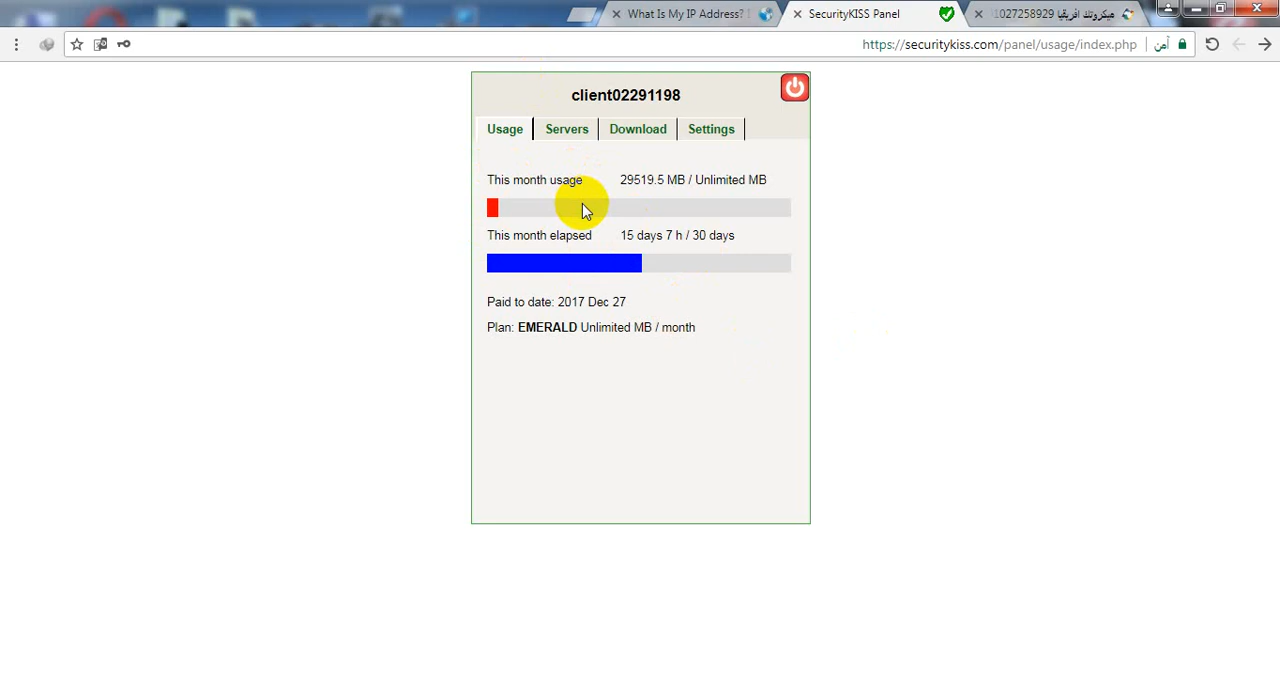 What Is My IP Address?
SecurityKISS Panel
ميكروتك افريقيا 01027258929
https://securitykiss.com/panel/usage/index.php
آمن
client02291198
Usage Servers Download Settings
This month usage 29519.5 MB / Unlimited MB
This month elapsed 15 days 7 h / 30 days
Paid to date: 2017 Dec 27
Plan: EMERALD Unlimited MB / month